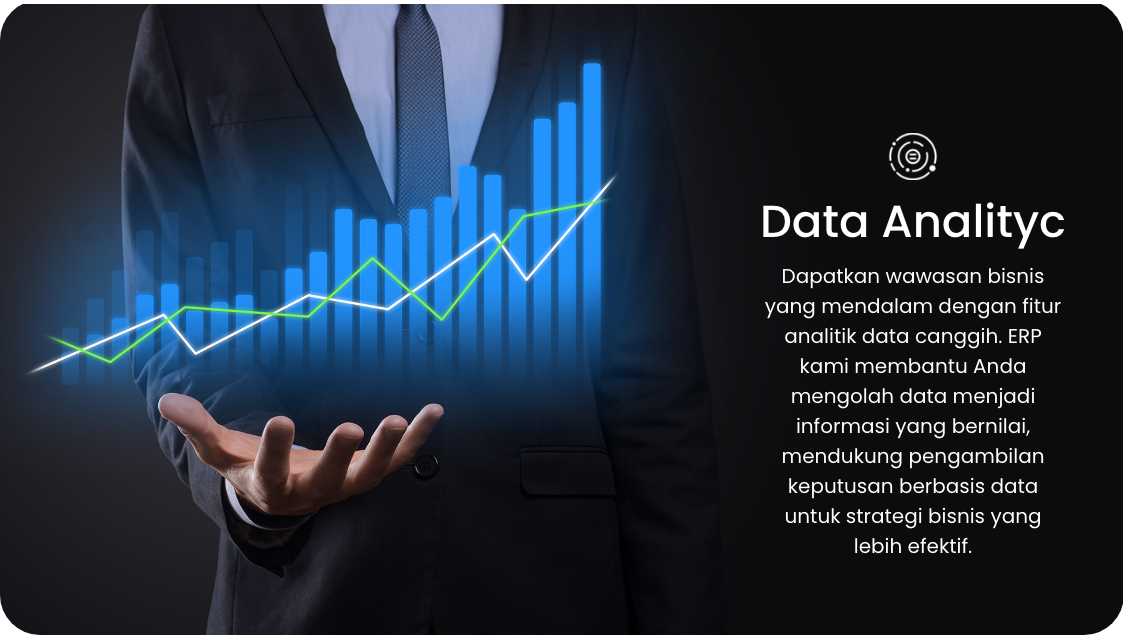 Data Analityc
Dapatkan wawasan bisnis
yang mendalam dengan fitur
analitik data canggih. ERP
kami membantu Anda
mengolah data menjadi
informasi yang bernilai,
mendukung pengambilan
keputusan berbasis data
untuk strategi bisnis yang
lebih efektif.